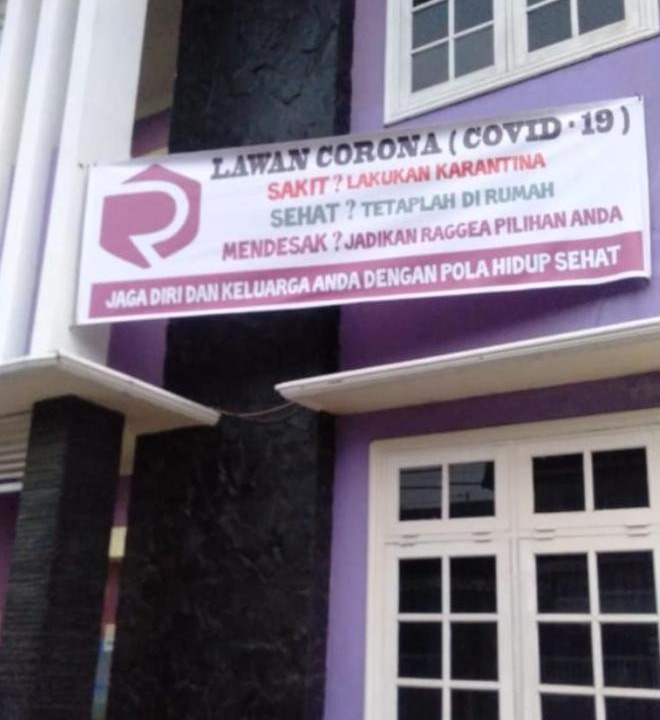 LAWAN CORONA ( COVID - 19 )
SAKIT ? LAKUKAN KARANTINA
SEHAT ? TETAPLAH DI RUMAH
MENDESAK ? JADIKAN RAGGEA PILIHAN ANDA
JAGA DIRI DAN KELUARGA ANDA DENGAN POLA HIDUP SEHAT